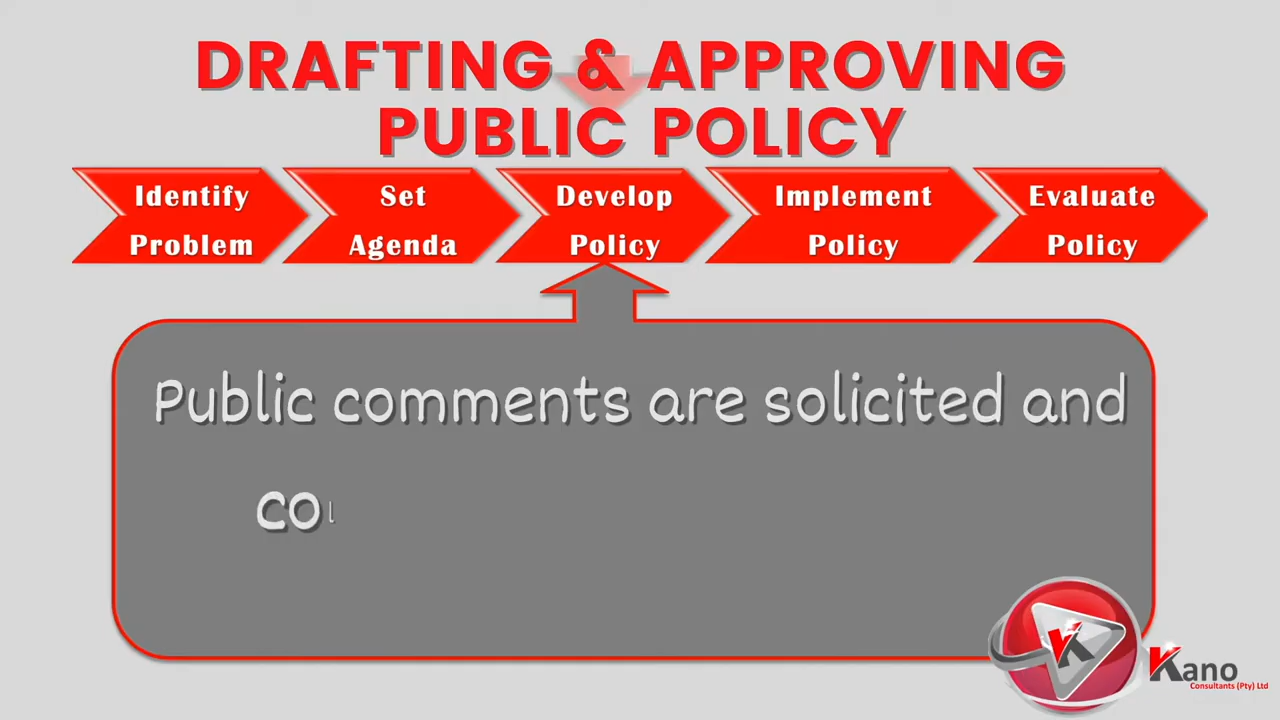 DRAFTING & APPROVING
PUBLIC POLICY
Identify
Problem
Set
Agenda
Develop
Policy
Implement
Policy
Evaluate
Policy
Public comments are solicited and
col
K
Kano
Consultants (Pty) Ltd